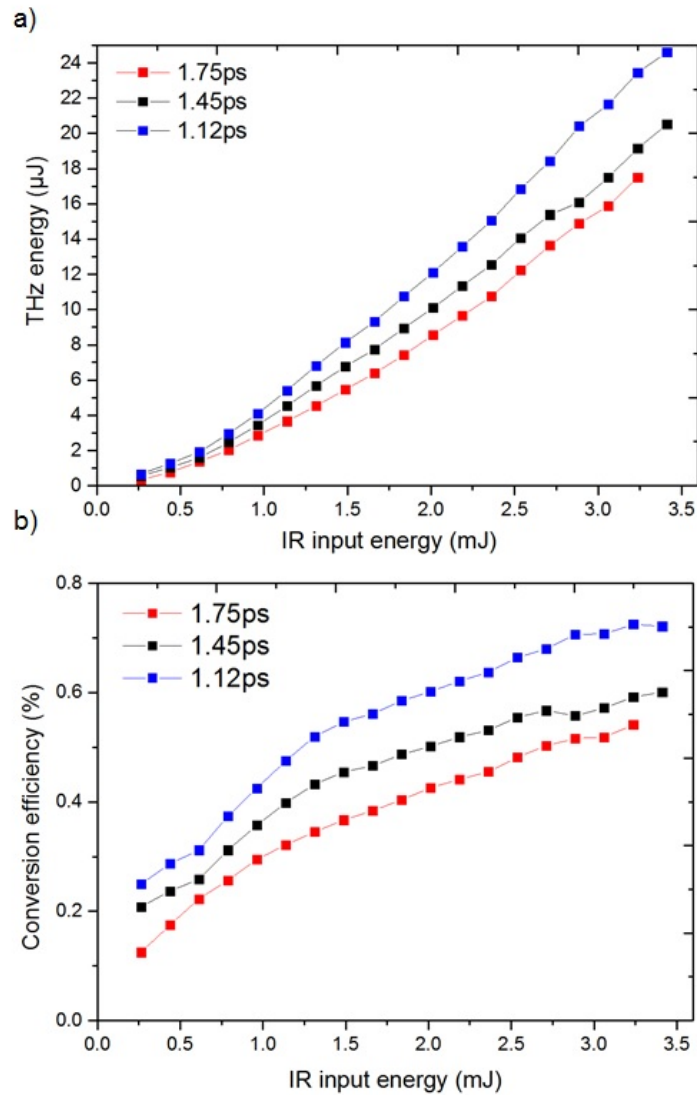 a)
24
22
20
18
16
14
12
10
8
6
4
2
0
THz energy (µJ)
1.75ps
1.45ps
1.12ps
0.0 0.5 1.0 1.5 2.0 2.5 3.0 3.5
IR input energy (mJ)
b)
0.8
0.6
0.4
0.2
0.0
Conversion efficiency (%)
1.75ps
1.45ps
1.12ps
0.0 0.5 1.0 1.5 2.0 2.5 3.0 3.5
IR input energy (mJ)